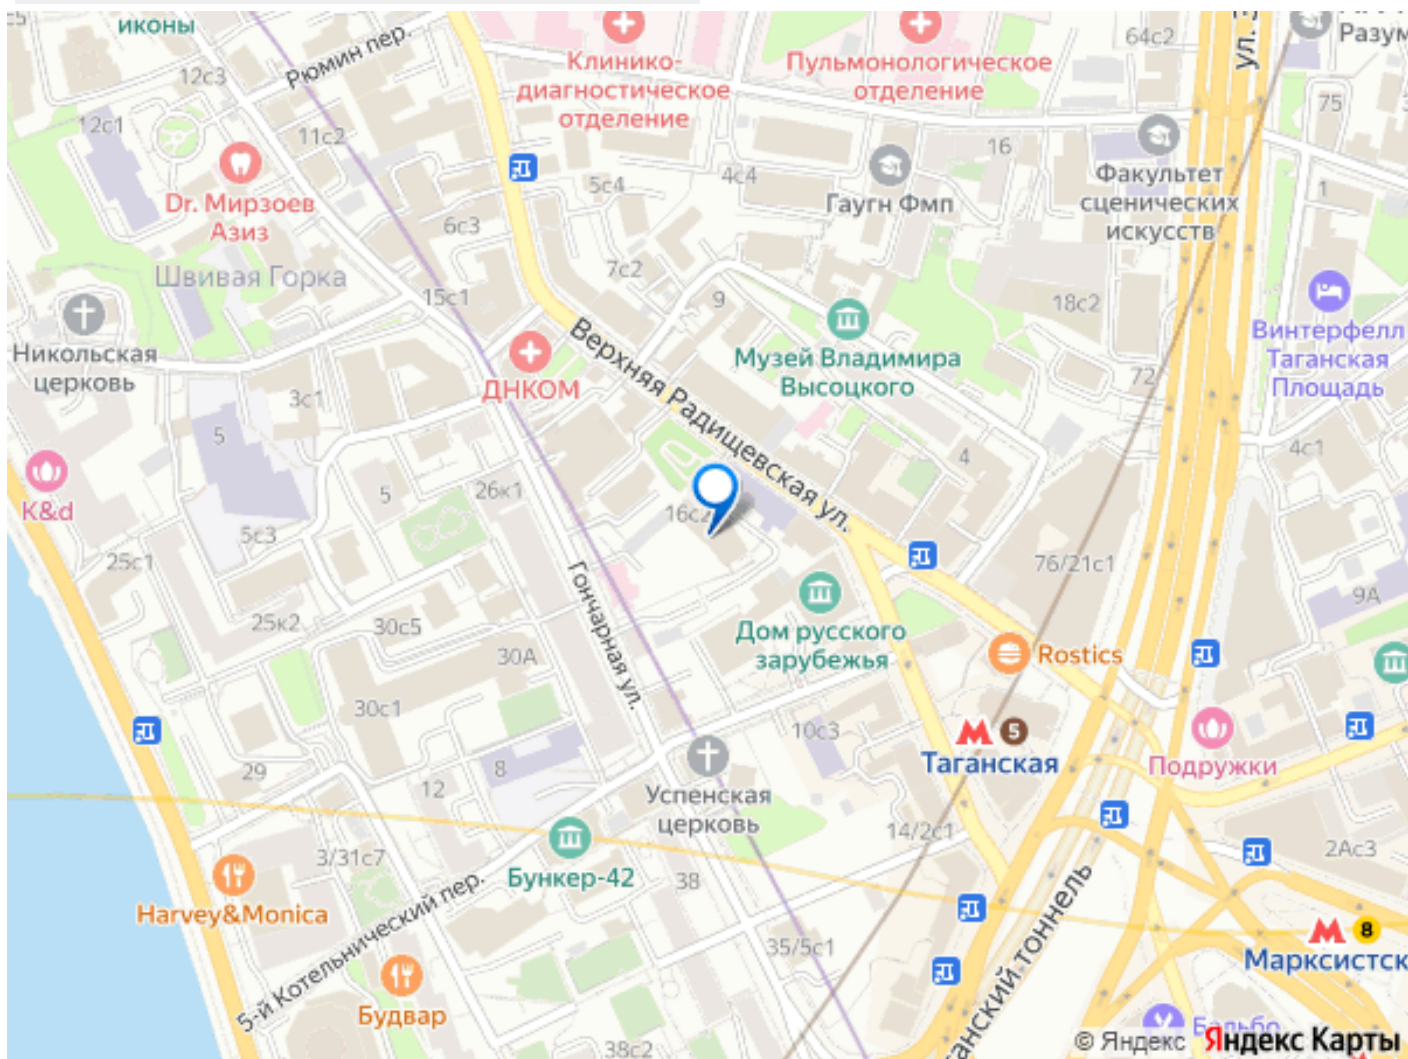 иконы
Рюмин пер.
Клинико-
диагностическое
отделение
Пульмонологическое
отделение
64с2
ул.
Разум
12с3
12с1
11с2
75
16
Dr. Мирзоев
Азиз
5с4
4с4
Гаугн Фмп
Факультет
сценических
искусств
1
6с3
7с2
Швивая Горка
15с1
9
18с2
Никольская
церковь
ДНКОМ
Верхняя Радищевская ул.
Музей Владимира
Высоцкого
72
Винтерфелл
Таганская
Площадь
3с1
5
4с1
4
K&d
5
26к1
16с2
5с3
25с1
76/21с1
9А
Гончарная ул.
25к2
30с5
30А
Дом русского
зарубежья
Rostics
30с1
10с3
5
Таганская
Подружки
29
12
8
Успенская
церковь
14/2с1
2Ас3
3/31с7
Бункер-42
38
Harvey&Monica
5-й Котельнический пер.
35/5с1
8
Марксистск
Будвар
38с2
анский тоннель
© Яндекс Яндекс Карты